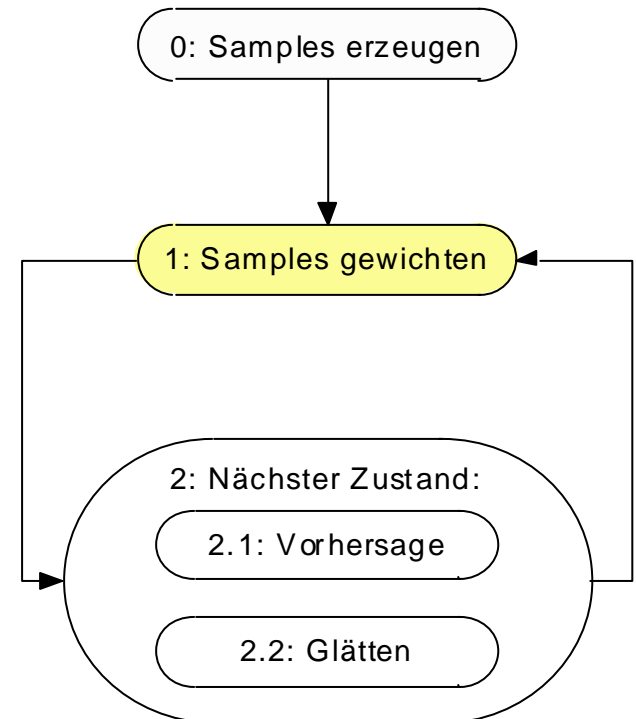 0: Samples erzeugen
1: Samples gewichten
2: Nächster Zustand:
2.1: Vorhersage
2.2: Glätten